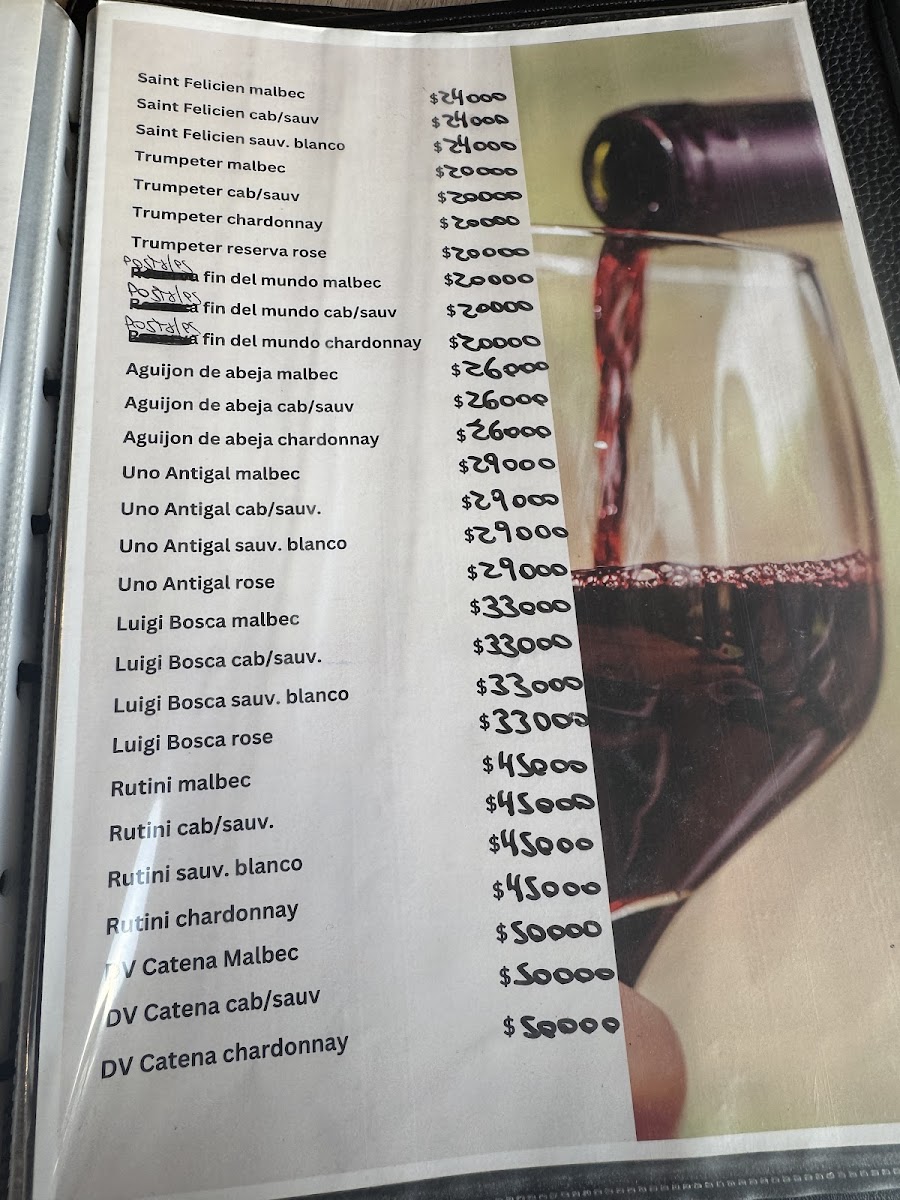 Saint Felicien malbec $24000
Saint Felicien cab/sauv $24000
Saint Felicien sauv. blanco $24000
Trumpeter malbec $20000
Trumpeter cab/sauv $20000
Trumpeter chardonnay $20000
Trumpeter reserva rose $20000
Postales fin del mundo malbec $20000
Postales fin del mundo cab/sauv $20000
Postales fin del mundo chardonnay $20000
Aguijon de abeja malbec $26000
Aguijon de abeja cab/sauv $26000
Aguijon de abeja chardonnay $26000
Uno Antigal malbec $29000
Uno Antigal cab/sauv. $29000
Uno Antigal sauv. blanco $29000
Uno Antigal rose $29000
Luigi Bosca malbec $33000
Luigi Bosca cab/sauv. $33000
Luigi Bosca sauv. blanco $33000
Luigi Bosca rose $33000
Rutini malbec $45000
Rutini cab/sauv. $45000
Rutini sauv. blanco $45000
Rutini chardonnay $45000
DV Catena Malbec $50000
DV Catena cab/sauv $50000
DV Catena chardonnay $50000